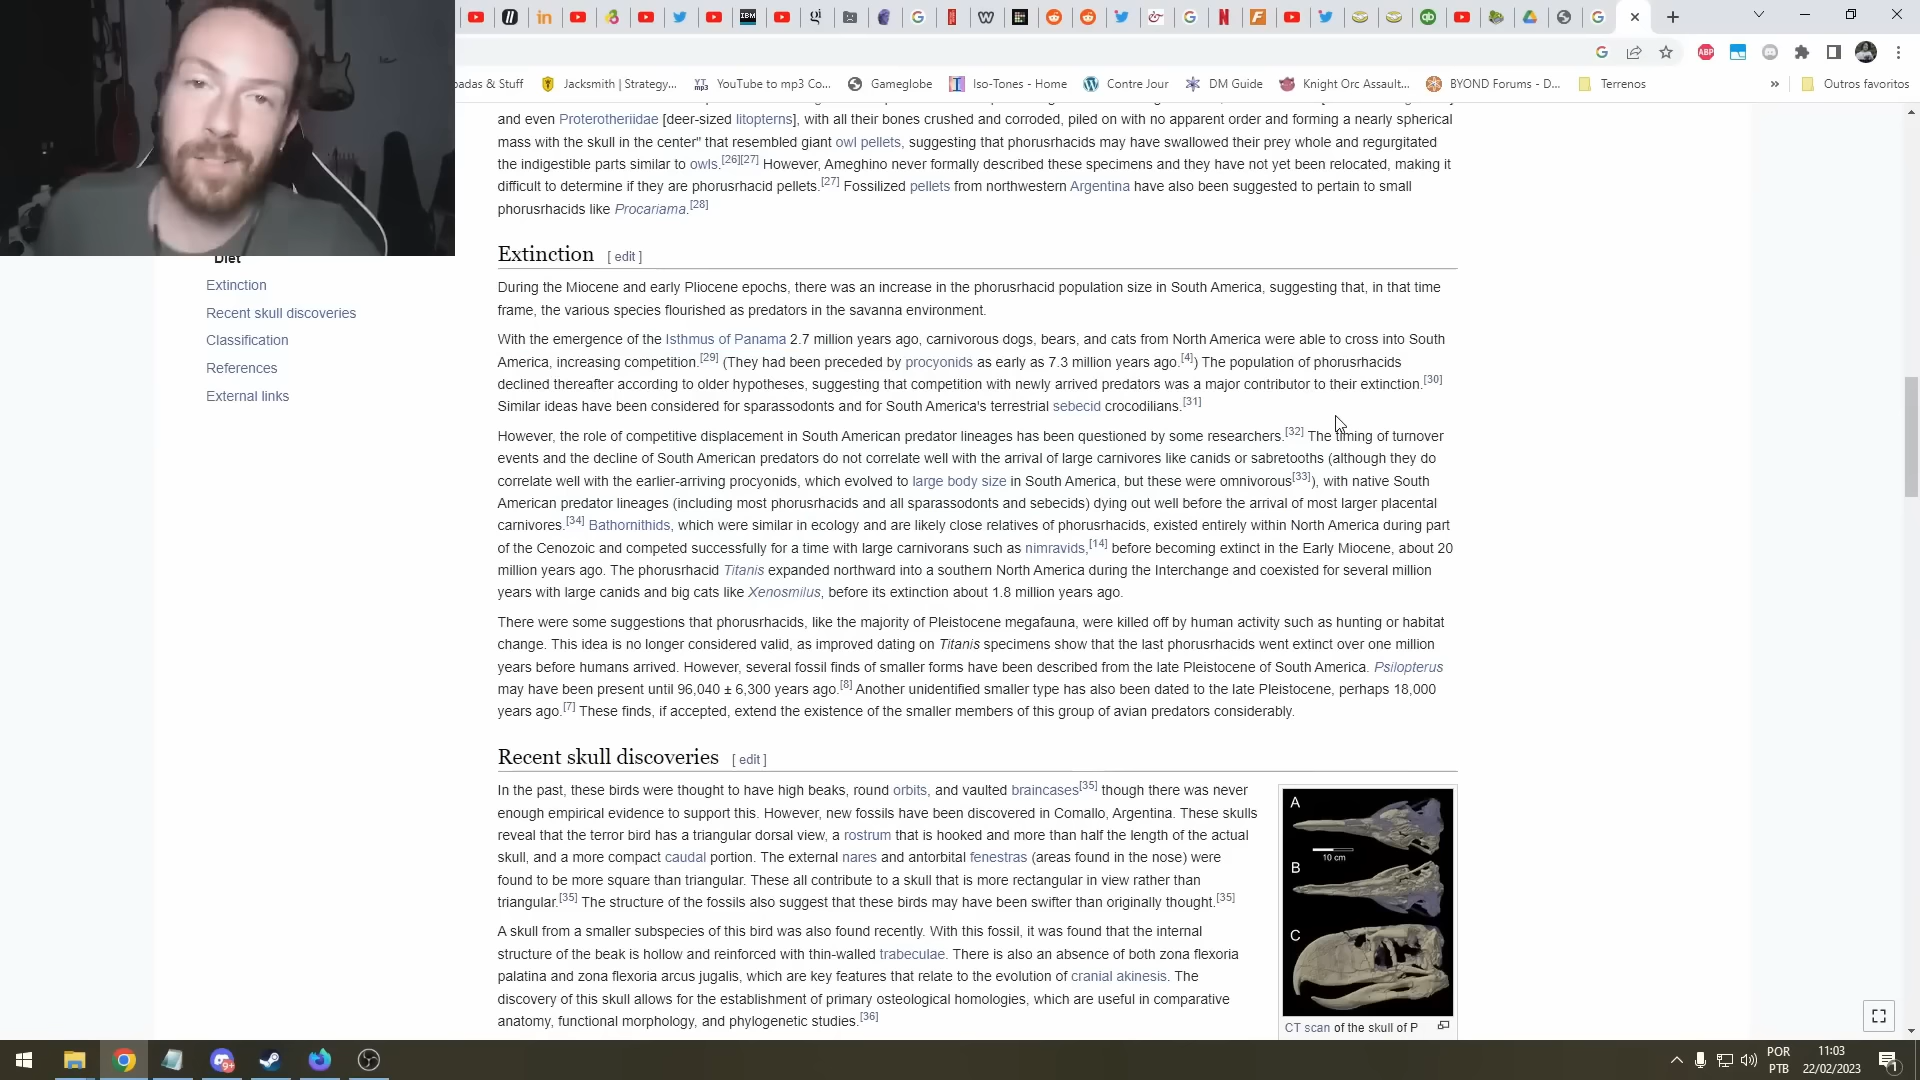 badas & Stuff
Jacksmith | Strategy...
YouTube to mp3 Co...
Gameglobe
Iso-Tones - Home
Contre Jour
DM Guide
Knight Orc Assault...
BYOND Forums - D...
Terrenos
»
Outros favoritos
and even Proterotheriidae [deer-sized litopterns], with all their bones crushed and corroded, piled on with no apparent order and forming a nearly spherical
mass with the skull in the center" that resembled giant owl pellets, suggesting that phorusrhacids may have swallowed their prey whole and regurgitated
the indigestible parts similar to owls.[26][27] However, Ameghino never formally described these specimens and they have not yet been relocated, making it
difficult to determine if they are phorusrhacid pellets.[27] Fossilized pellets from northwestern Argentina have also been suggested to pertain to small
phorusrhacids like Procariama.[28]
Diet
Extinction
Recent skull discoveries
Classification
References
External links
Extinction [ edit ]
During the Miocene and early Pliocene epochs, there was an increase in the phorusrhacid population size in South America, suggesting that, in that time
frame, the various species flourished as predators in the savanna environment.
With the emergence of the Isthmus of Panama 2.7 million years ago, carnivorous dogs, bears, and cats from North America were able to cross into South
America, increasing competition.[29] (They had been preceded by procyonids as early as 7.3 million years ago.[4]) The population of phorusrhacids
declined thereafter according to older hypotheses, suggesting that competition with newly arrived predators was a major contributor to their extinction.[30]
Similar ideas have been considered for sparassodonts and for South America's terrestrial sebecid crocodilians.[31]
However, the role of competitive displacement in South American predator lineages has been questioned by some researchers.[32] The timing of turnover
events and the decline of South American predators do not correlate well with the arrival of large carnivores like canids or sabretooths (although they do
correlate well with the earlier-arriving procyonids, which evolved to large body size in South America, but these were omnivorous[33]), with native South
American predator lineages (including most phorusrhacids and all sparassodonts and sebecids) dying out well before the arrival of most larger placental
carnivores.[34] Bathornithids, which were similar in ecology and are likely close relatives of phorusrhacids, existed entirely within North America during part
of the Cenozoic and competed successfully for a time with large carnivorans such as nimravids,[14] before becoming extinct in the Early Miocene, about 20
million years ago. The phorusrhacid Titanis expanded northward into a southern North America during the Interchange and coexisted for several million
years with large canids and big cats like Xenosmilus, before its extinction about 1.8 million years ago.
There were some suggestions that phorusrhacids, like the majority of Pleistocene megafauna, were killed off by human activity such as hunting or habitat
change. This idea is no longer considered valid, as improved dating on Titanis specimens show that the last phorusrhacids went extinct over one million
years before humans arrived. However, several fossil finds of smaller forms have been described from the late Pleistocene of South America. Psilopterus
may have been present until 96,040 ± 6,300 years ago.[8] Another unidentified smaller type has also been dated to the late Pleistocene, perhaps 18,000
years ago.[7] These finds, if accepted, extend the existence of the smaller members of this group of avian predators considerably.
Recent skull discoveries [ edit ]
In the past, these birds were thought to have high beaks, round orbits, and vaulted braincases[35] though there was never
enough empirical evidence to support this. However, new fossils have been discovered in Comallo, Argentina. These skulls
reveal that the terror bird has a triangular dorsal view, a rostrum that is hooked and more than half the length of the actual
skull, and a more compact caudal portion. The external nares and antorbital fenestras (areas found in the nose) were
found to be more square than triangular. These all contribute to a skull that is more rectangular in view rather than
triangular.[35] The structure of the fossils also suggest that these birds may have been swifter than originally thought.[35]
A skull from a smaller subspecies of this bird was also found recently. With this fossil, it was found that the internal
structure of the beak is hollow and reinforced with thin-walled trabeculae. There is also an absence of both zona flexoria
palatina and zona flexoria arcus jugalis, which are key features that relate to the evolution of cranial akinesis. The
discovery of this skull allows for the establishment of primary osteological homologies, which are useful in comparative
anatomy, functional morphology, and phylogenetic studies.[36]
A
10 cm
B
C
CT scan of the skull of P
POR
PTB
11:03
22/02/2023